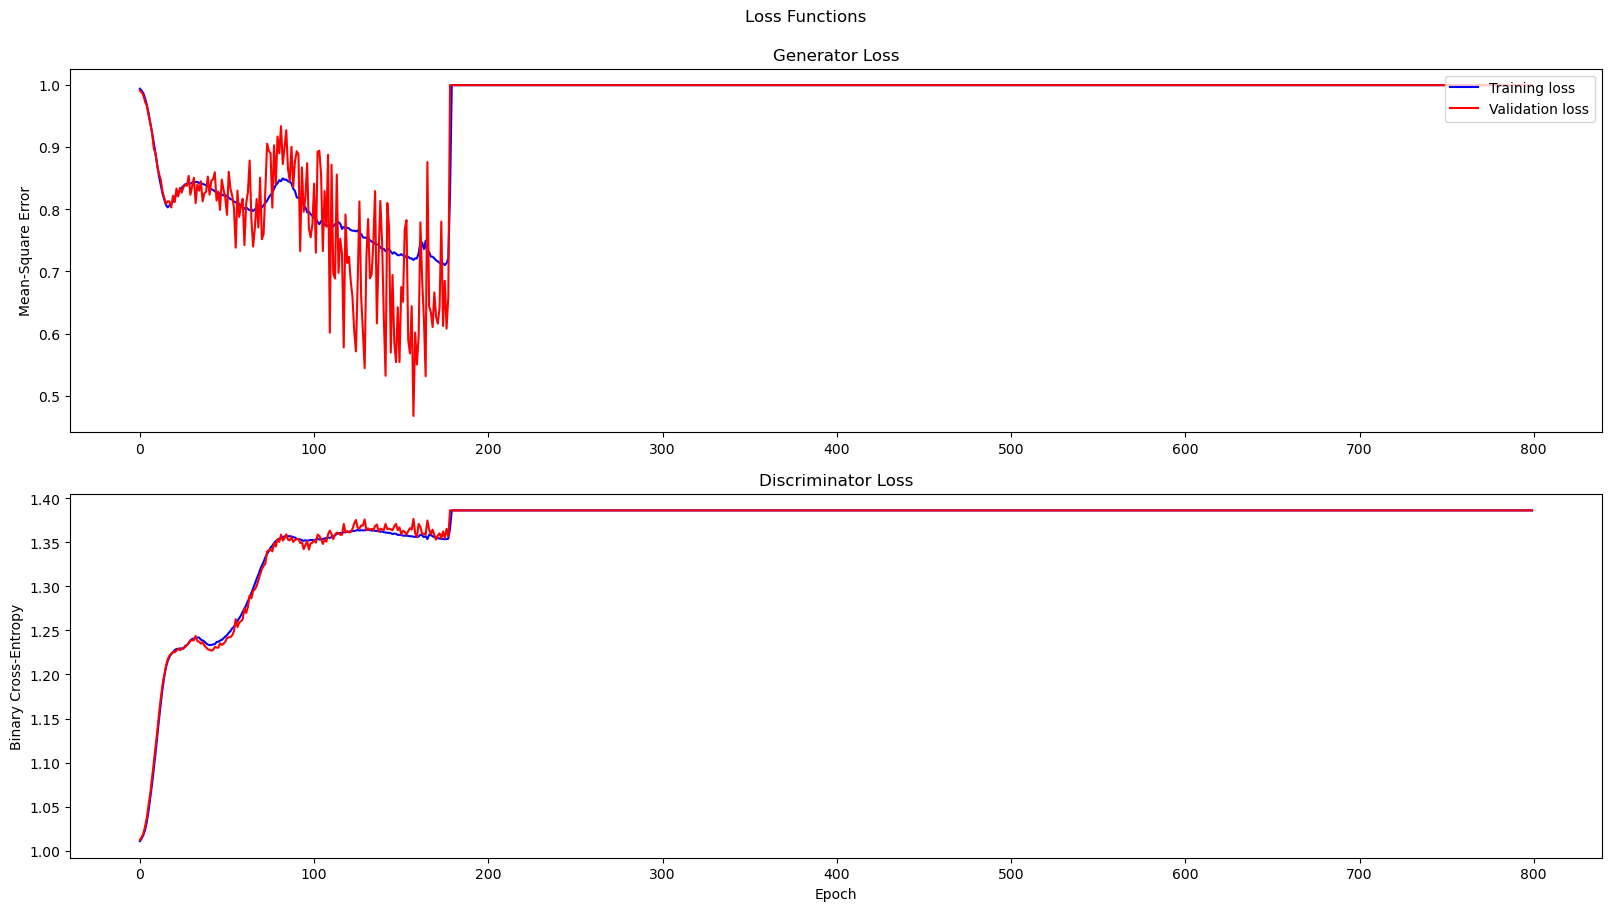 Loss Functions
Generator Loss
Mean-Square Error
1.0
0.9
0.8
0.7
0.6
0.5
Training loss
Validation loss
0 100 200 300 400 500 600 700 800
Discriminator Loss
Binary Cross-Entropy
1.40
1.35
1.30
1.25
1.20
1.15
1.10
1.05
1.00
0 100 200 300 400 500 600 700 800
Epoch